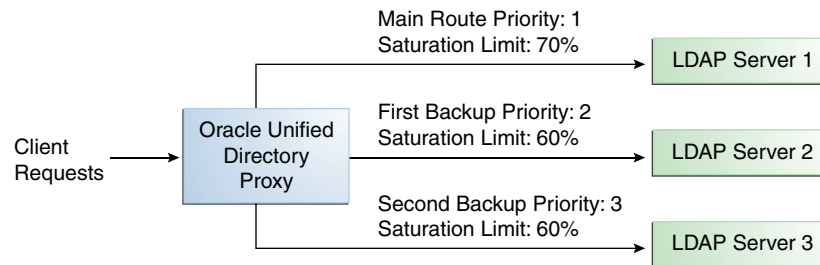 Main Route Priority: 1
Saturation Limit: 70%
LDAP Server 1
Client
Requests
Oracle Unified
Directory
Proxy
First Backup Priority: 2
Saturation Limit: 60%
LDAP Server 2
Second Backup Priority: 3
Saturation Limit: 60%
LDAP Server 3